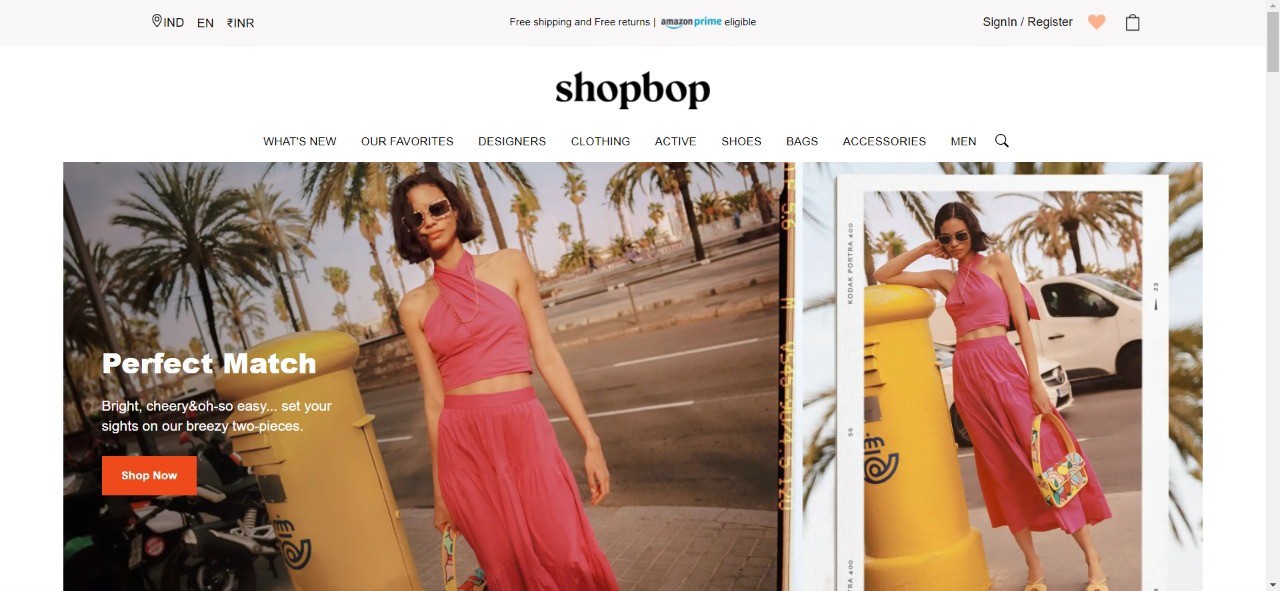 IND EN ₹INR
Free shipping and Free returns | amazon prime eligible
SignIn / Register
shopbop
WHAT'S NEW OUR FAVORITES DESIGNERS CLOTHING ACTIVE SHOES BAGS ACCESSORIES MEN
Perfect Match
Bright, cheery&oh-so easy... set your
sights on our breezy two-pieces.
Shop Now
KODAK PORTRA 400
56
23
RA 400